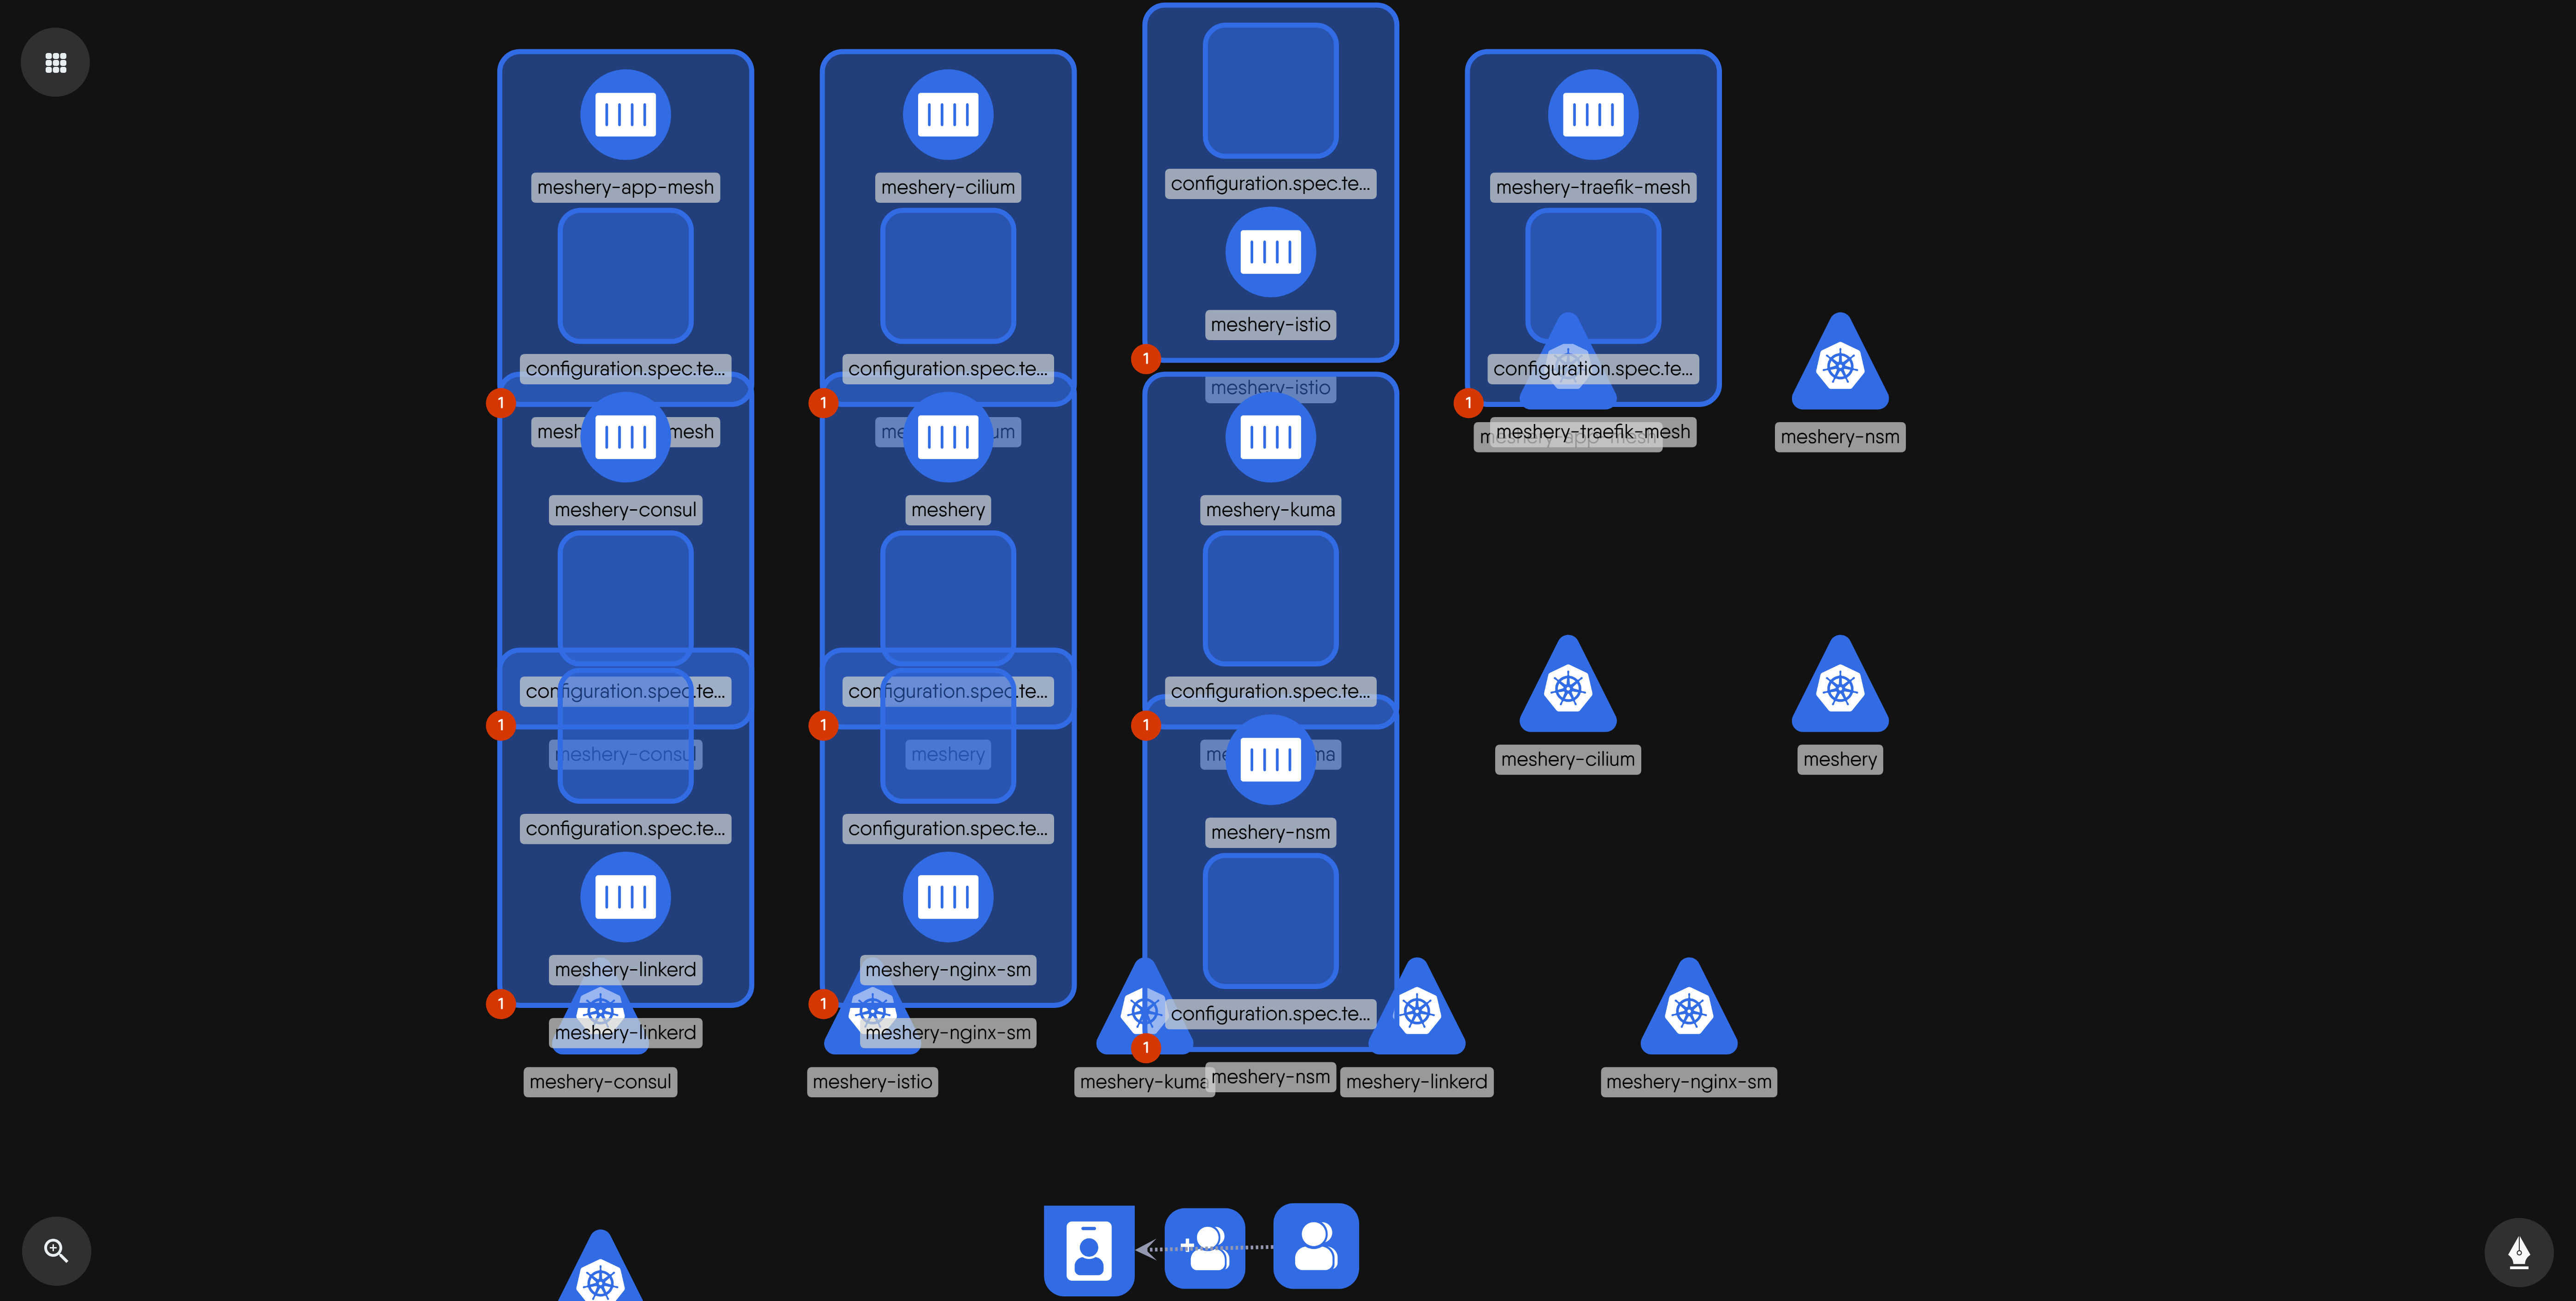 meshery-app-mesh
configuration.spec.te...
1
mesh
mesh
meshery-consul
configuration.spec.te...
1
meshery-consul
configuration.spec.te...
meshery-linkerd
1
meshery-linkerd
meshery-consul
meshery-cilium
configuration.spec.te...
1
me
um
meshery
configuration.spec.te...
1
meshery
configuration.spec.te...
meshery-nginx-sm
1
meshery-nginx-sm
meshery-istio
configuration.spec.te...
meshery-istio
1
meshery-istio
meshery-kuma
configuration.spec.te...
1
me
ma
meshery-nsm
configuration.spec.te...
1
meshery-kuma
meshery-nsm
meshery-linkerd
meshery-traefik-mesh
configuration.spec.te...
1
meshery-traefik-mesh
meshery-nsm
meshery-cilium
meshery
meshery-nginx-sm